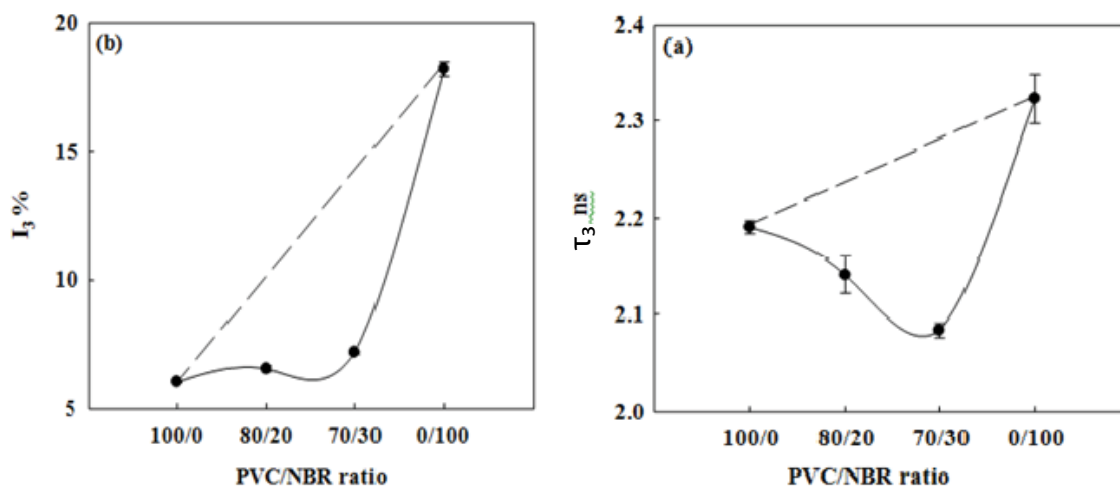 (b)
20
15
10
5
I3 %
100/0 80/20 70/30 0/100
PVC/NBR ratio
(a)
2.4
2.3
2.2
2.1
2.0
τ3 ns
100/0 80/20 70/30 0/100
PVC/NBR ratio